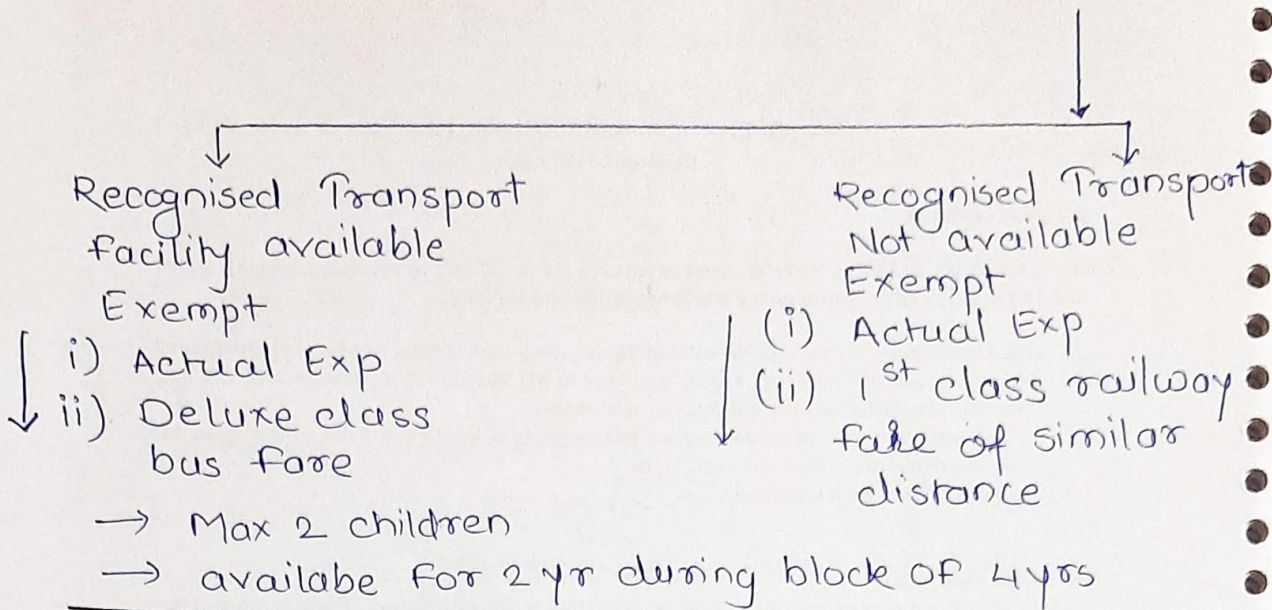 Recognised Transport
facility available
Exempt
i) Actual Exp
ii) Deluxe class
bus fare
Recognised Transport
Not available
Exempt
(i) Actual Exp
(ii) 1st class railway
fake of similar
distance
→ Max 2 children
→ availabe For 2 yr during block of 4 yrs